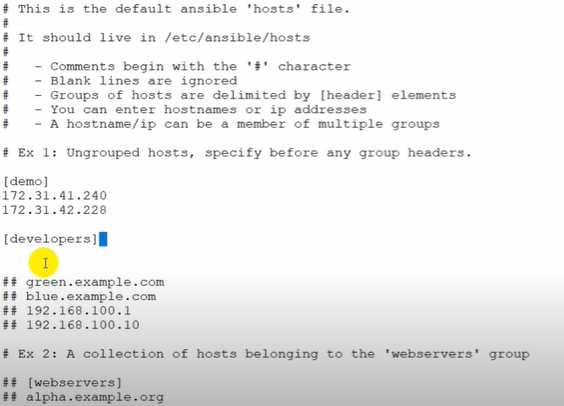 # This is the default ansible 'hosts' file.
#
# It should live in /etc/ansible/hosts
#
#   - Comments begin with the '#' character
#   - Blank lines are ignored
#   - Groups of hosts are delimited by [header] elements
#   - You can enter hostnames or ip addresses
#   - A hostname/ip can be a member of multiple groups

# Ex 1: Ungrouped hosts, specify before any group headers.

[demo]
172.31.41.240
172.31.42.228

[developers]

## green.example.com
## blue.example.com
## 192.168.100.1
## 192.168.100.10

# Ex 2: A collection of hosts belonging to the 'webservers' group

## [webservers]
## alpha.example.org